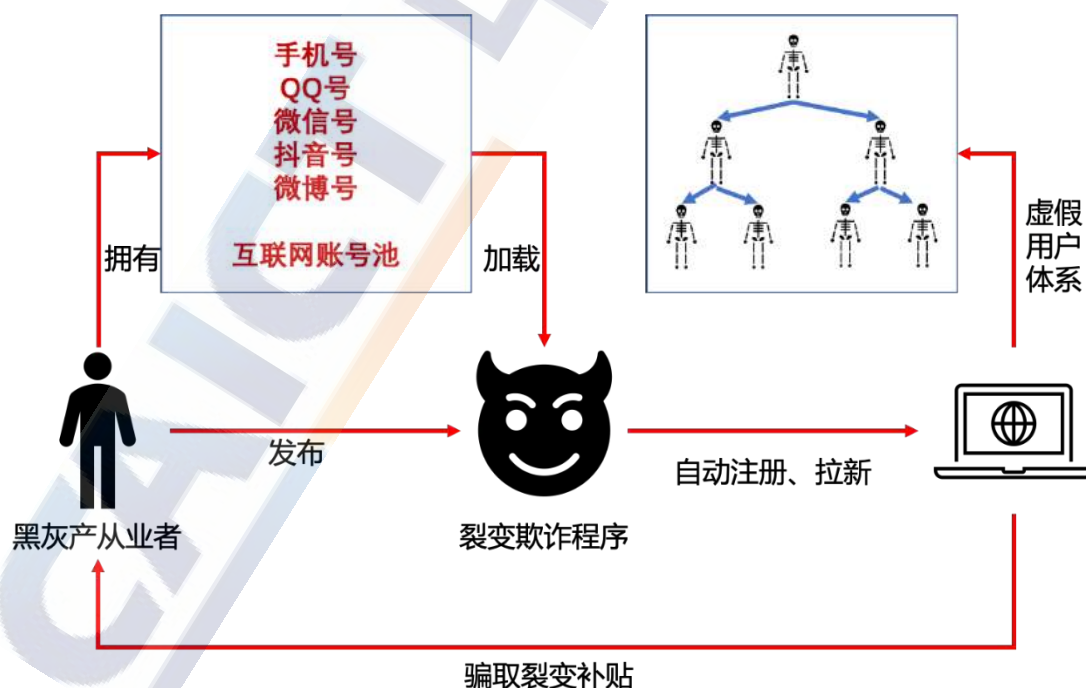 手机号
QQ号
微信号
抖音号
微博号
互联网账号池
拥有
加载
虚假
用户
体系
发布
自动注册、拉新
黑灰产从业者
裂变欺诈程序
骗取裂变补贴
CAICT